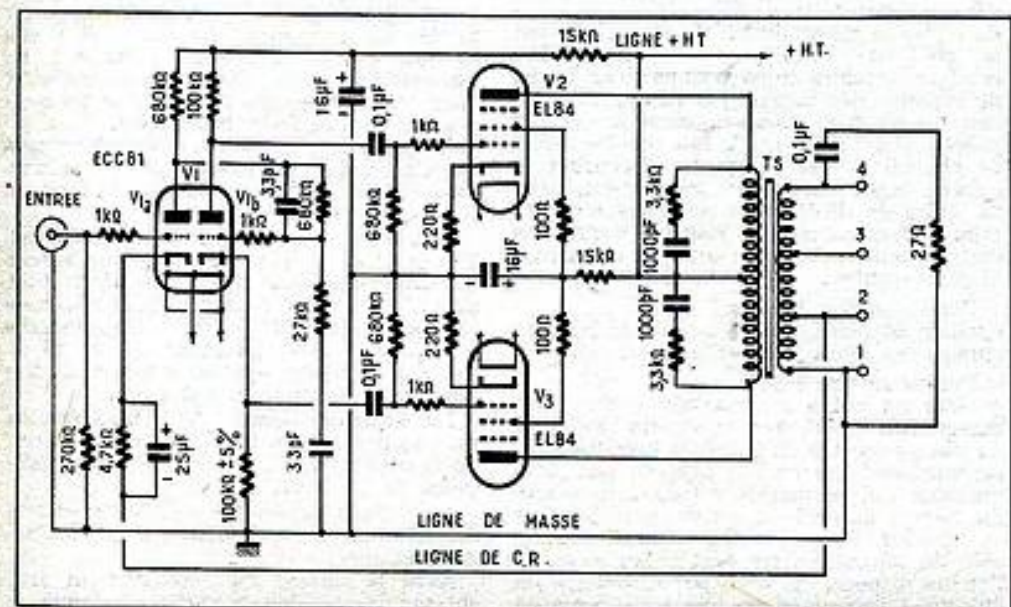 15kΩ
LIGNE + HT
+ H.T.
680kΩ
100kΩ
16µF
+
0,1µF
1kΩ
V2
EL84
TS
0,1µF
ECC81
V1
V1a
V1b
3,3pF
680kΩ
1kΩ
ENTREE
1kΩ
680kΩ
220Ω
100Ω
3,3kΩ
1000pF
4
3
2
1
27Ω
- 16µF +
15kΩ
27kΩ
680kΩ
220Ω
100Ω
1000pF
3,3kΩ
0,1µF
1kΩ
V3
EL84
270kΩ
4,7kΩ
+
25µF
-
100kΩ ±5%
33pF
LIGNE DE MASSE
LIGNE DE C.R.